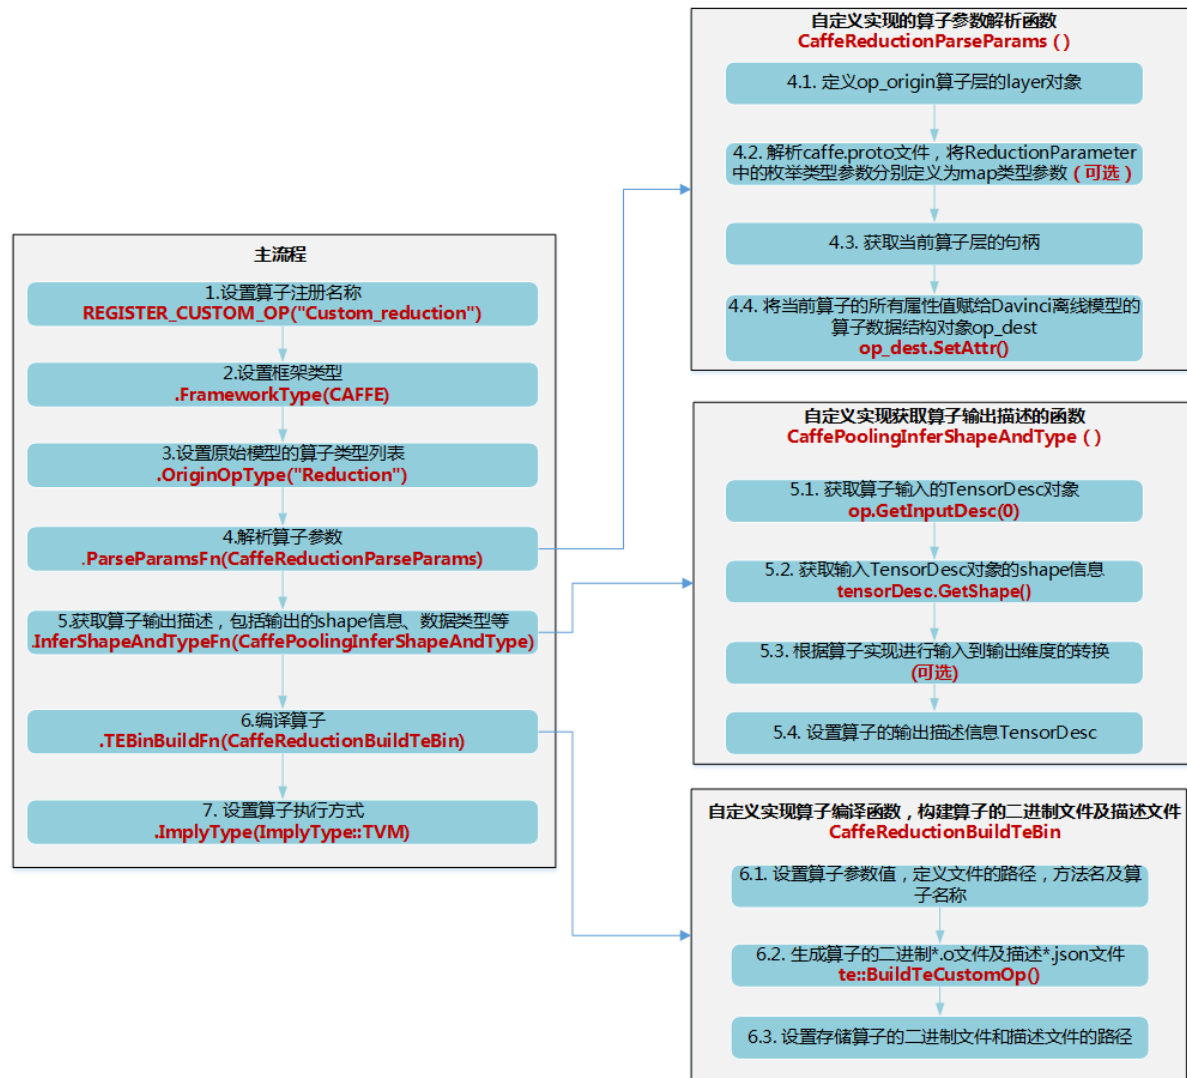 主流程
1.设置算子注册名称
REGISTER_CUSTOM_OP("Custom_reduction")
2.设置框架类型
.FrameworkType(CAFFE)
3.设置原始模型的算子类型列表
.OriginOpType("Reduction")
4.解析算子参数
.ParseParamsFn(CaffeReductionParseParams)
5.获取算子输出描述，包括输出的shape信息、数据类型等
.InferShapeAndTypeFn(CaffePoolingInferShapeAndType)
6.编译算子
.TEBinBuildFn(CaffeReductionBuildTeBin)
7. 设置算子执行方式
.ImplyType(ImplyType::TVM)
自定义实现的算子参数解析函数
CaffeReductionParseParams ( )
4.1. 定义op_origin算子层的layer对象
4.2. 解析caffe.proto文件，将ReductionParameter
中的枚举类型参数分别定义为map类型参数（可选）
4.3. 获取当前算子层的句柄
4.4. 将当前算子的所有属性值赋给Davinci离线模型的
算子数据结构对象op_dest
op_dest.SetAttr()
自定义实现获取算子输出描述的函数
CaffePoolingInferShapeAndType ( )
5.1. 获取算子输入的TensorDesc对象
op.GetInputDesc(0)
5.2. 获取输入TensorDesc对象的shape信息
tensorDesc.GetShape()
5.3. 根据算子实现进行输入到输出维度的转换
(可选)
5.4. 设置算子的输出描述信息TensorDesc
自定义实现算子编译函数，构建算子的二进制文件及描述文件
CaffeReductionBuildTeBin
6.1. 设置算子参数值，定义文件的路径，方法名及算
子名称
6.2. 生成算子的二进制*.o文件及描述*.json文件
te::BuildTeCustomOp()
6.3. 设置存储算子的二进制文件和描述文件的路径